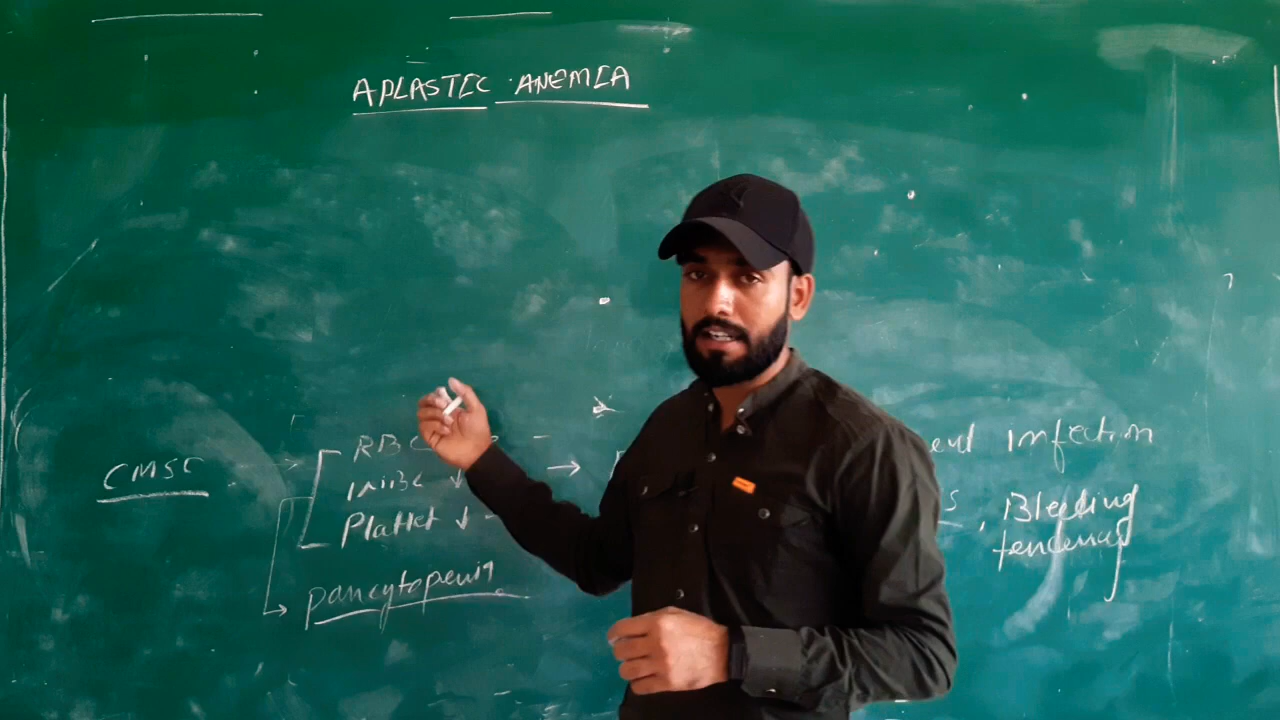 APLASTIC ANEMIA
RBC
WBC ↓ → infection
CMSC
Platlet ↓ - , Bleeding
tendency
pancytopenia